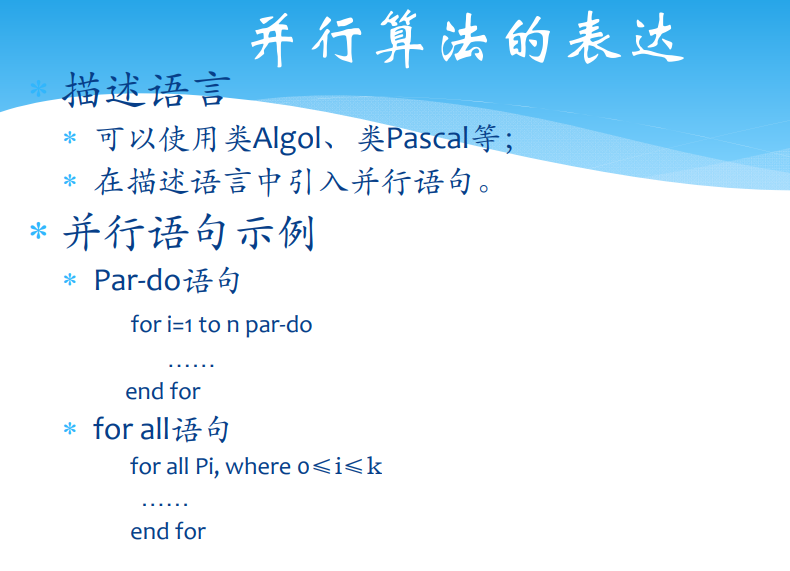 并行算法的表达
* 描述语言
* 可以使用类Algol、类Pascal等；
* 在描述语言中引入并行语句。
* 并行语句示例
* Par-do语句
for i=1 to n par-do
……
end for
* for all语句
for all Pi, where 0≤i≤k
……
end for